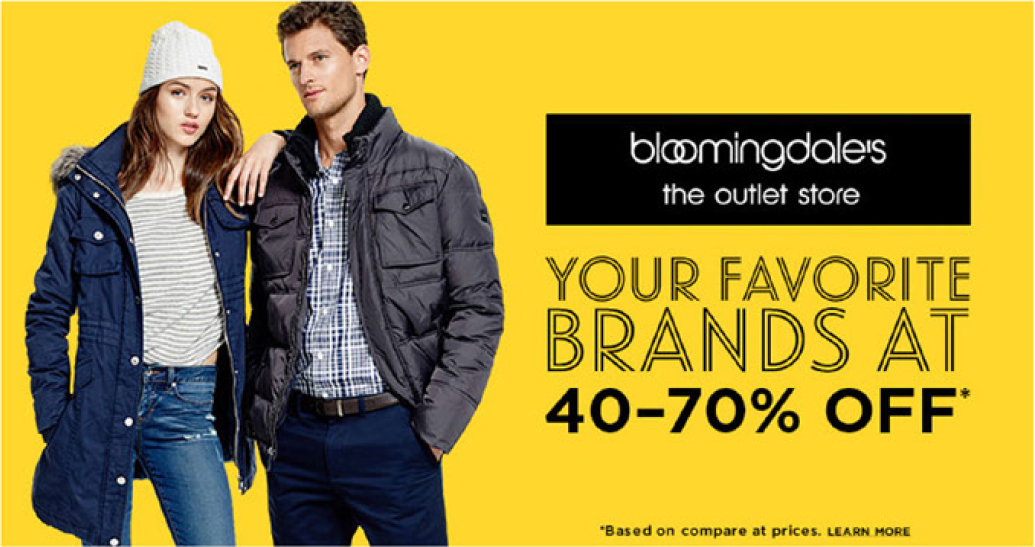 bloomingdale's
the outlet store
YOUR FAVORITE
BRANDS AT
40-70% OFF*
*Based on compare at prices. LEARN MORE